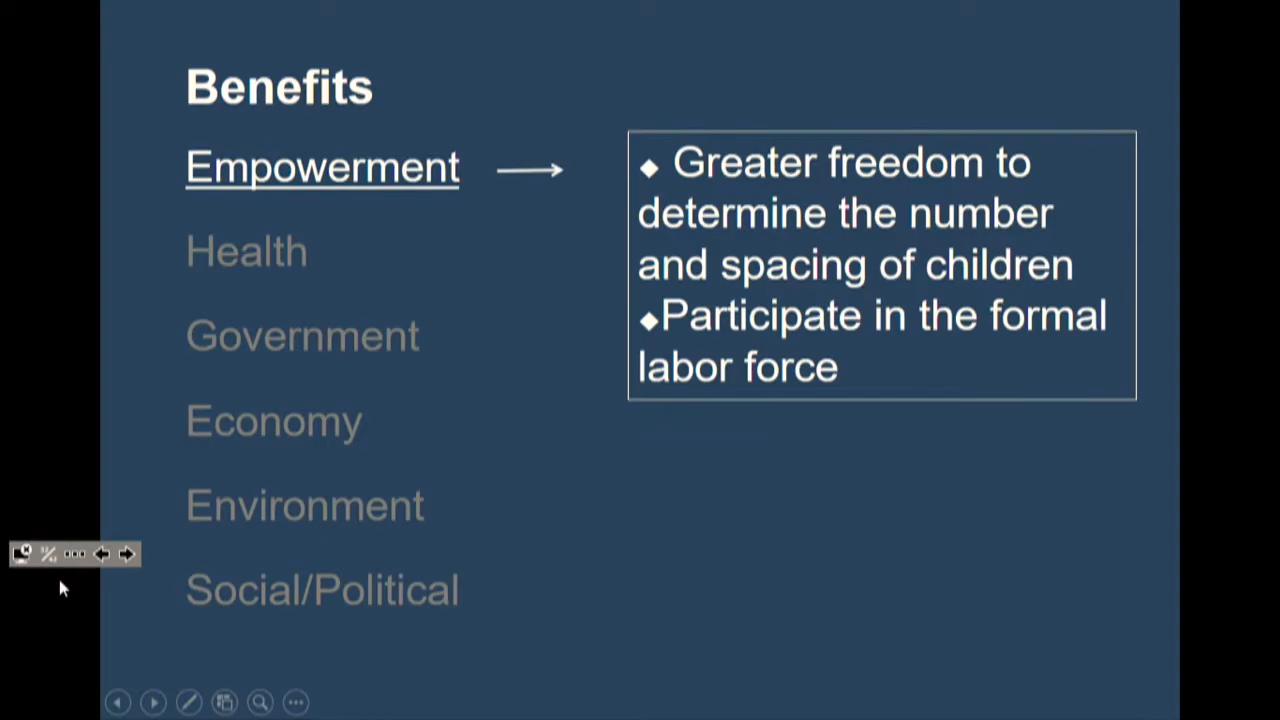 Benefits
Empowerment
◆ Greater freedom to
determine the number
and spacing of children
◆Participate in the formal
labor force
Health
Government
Economy
Environment
Social/Political